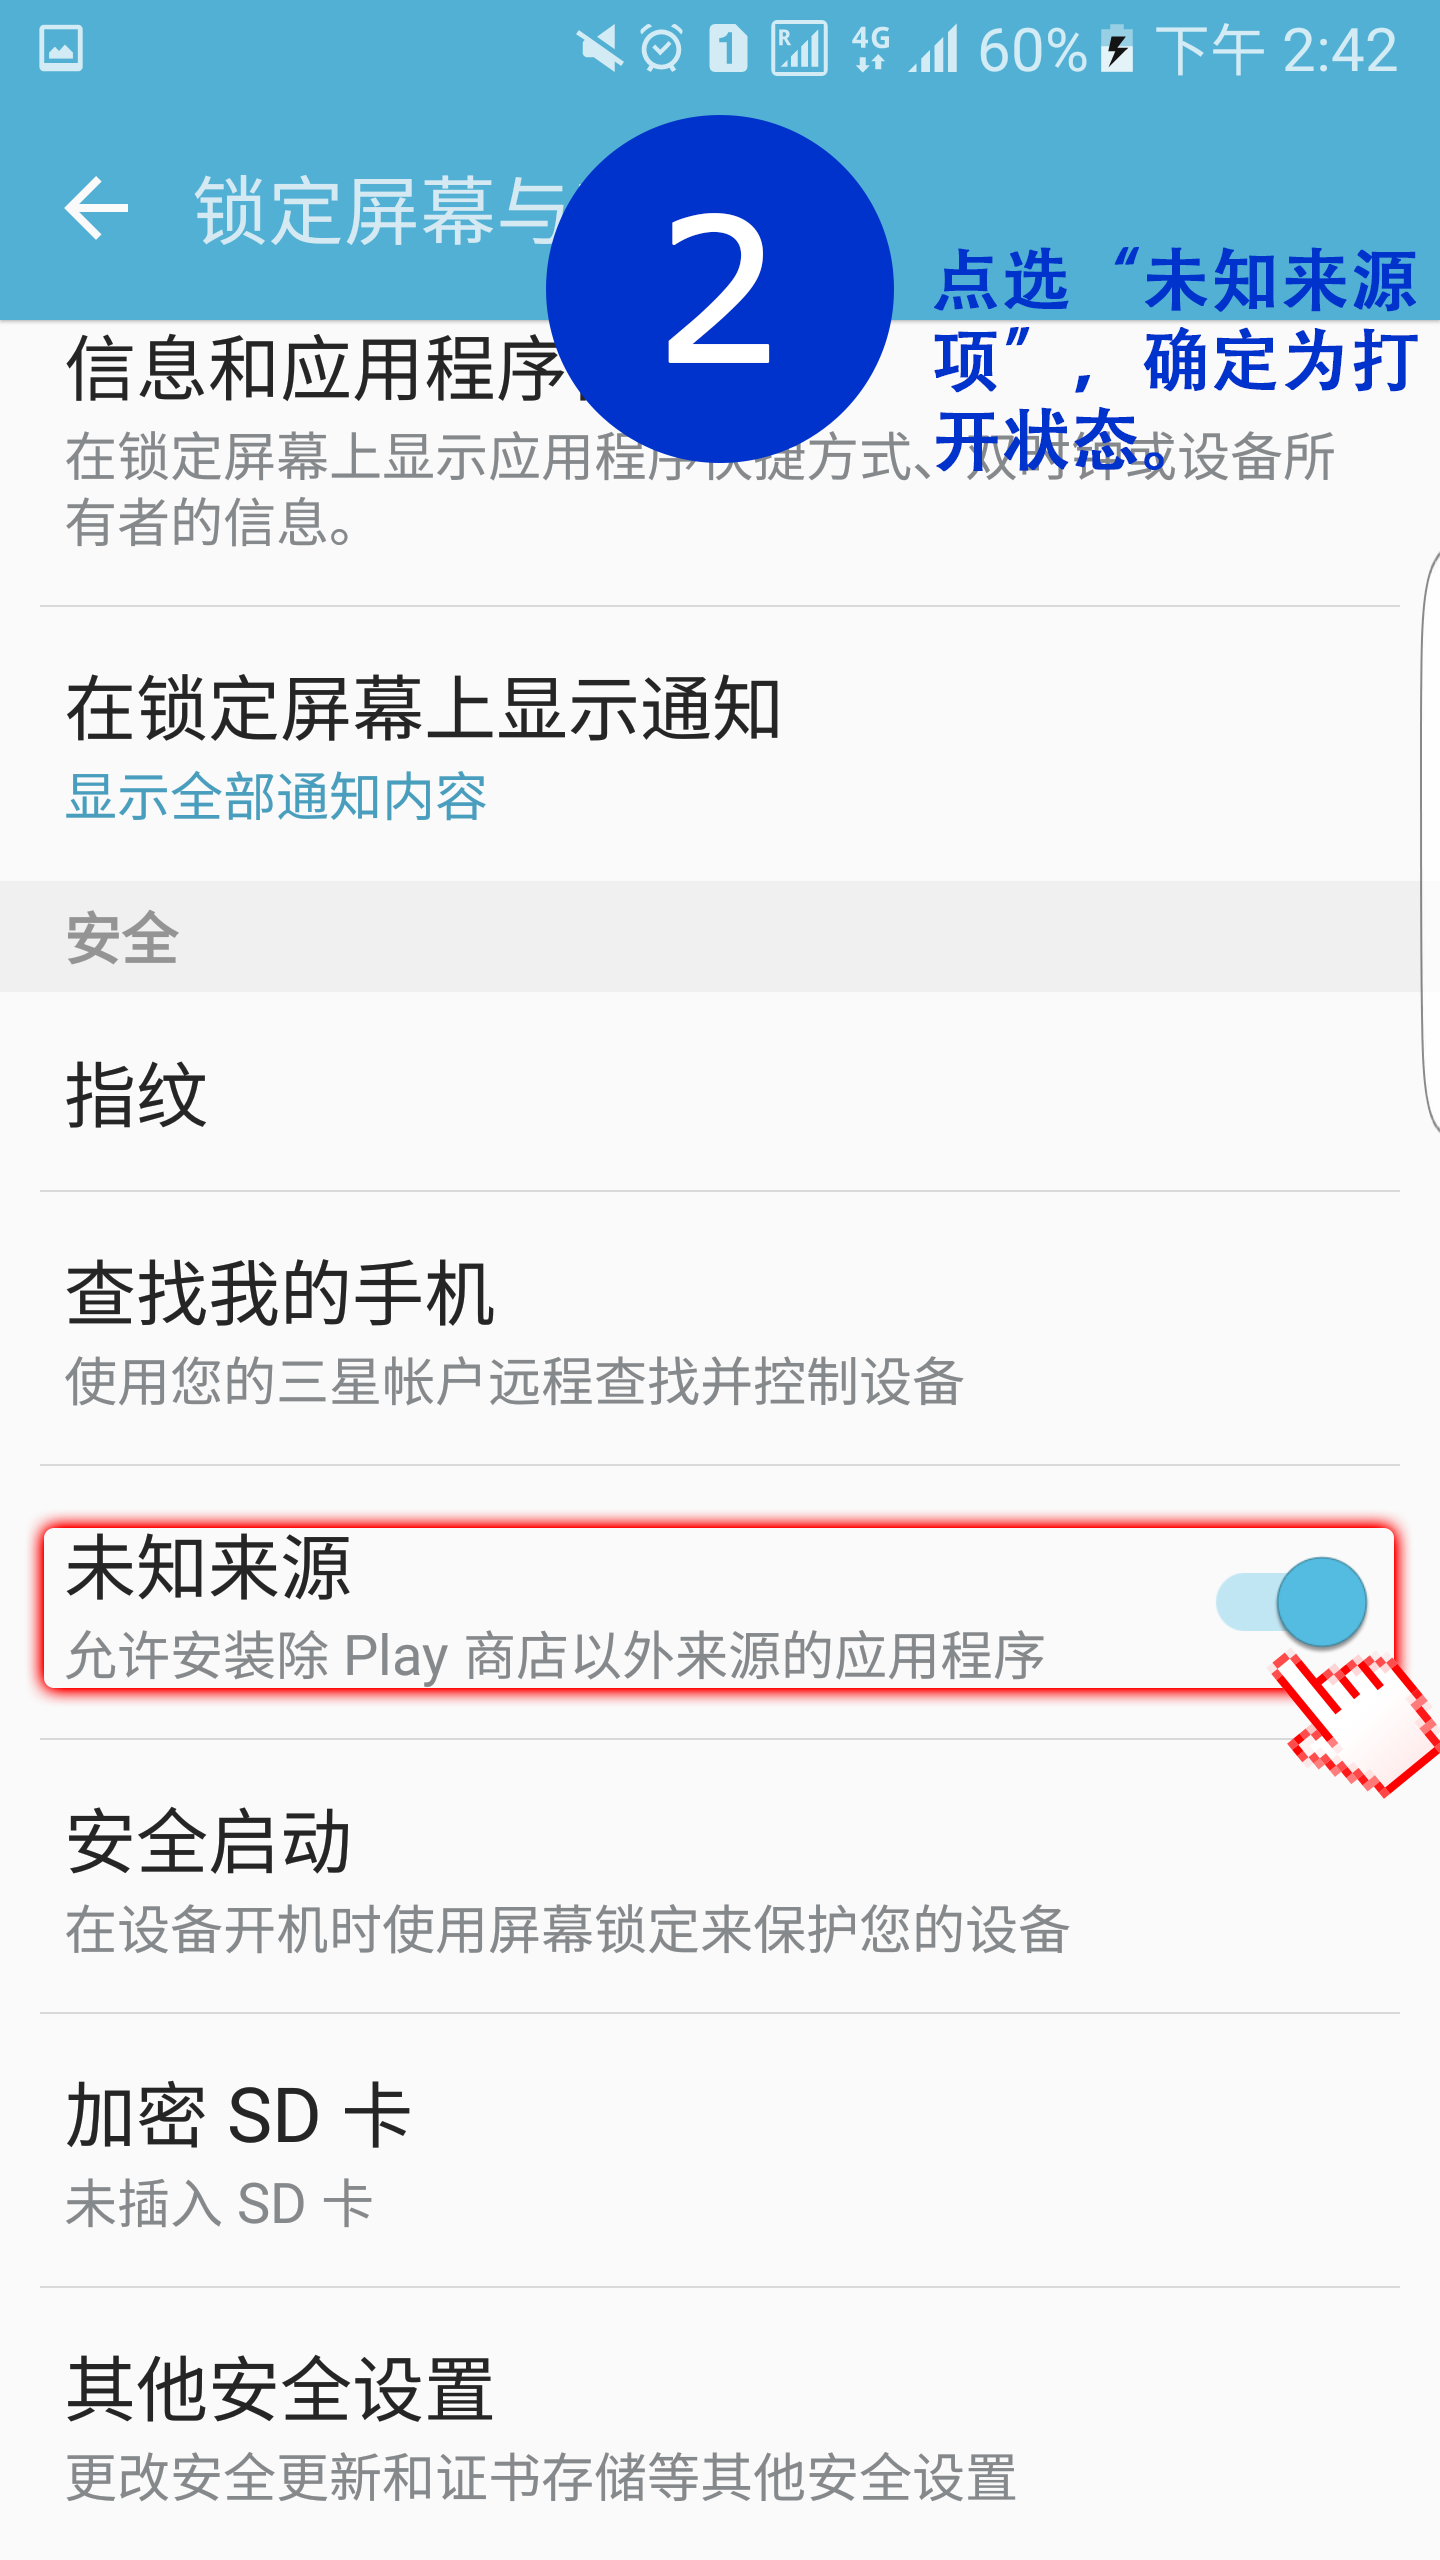 R 4G 60% 下午 2:42
1
锁定屏幕与
2
点选“未知来源
项”，确定为打
开状态。
信息和应用程序
在锁定屏幕上显示应用程序快捷方式、双时钟或设备所
有者的信息。
在锁定屏幕上显示通知
显示全部通知内容
安全
指纹
查找我的手机
使用您的三星帐户远程查找并控制设备
未知来源
允许安装除 Play 商店以外来源的应用程序
安全启动
在设备开机时使用屏幕锁定来保护您的设备
加密 SD 卡
未插入 SD 卡
其他安全设置
更改安全更新和证书存储等其他安全设置